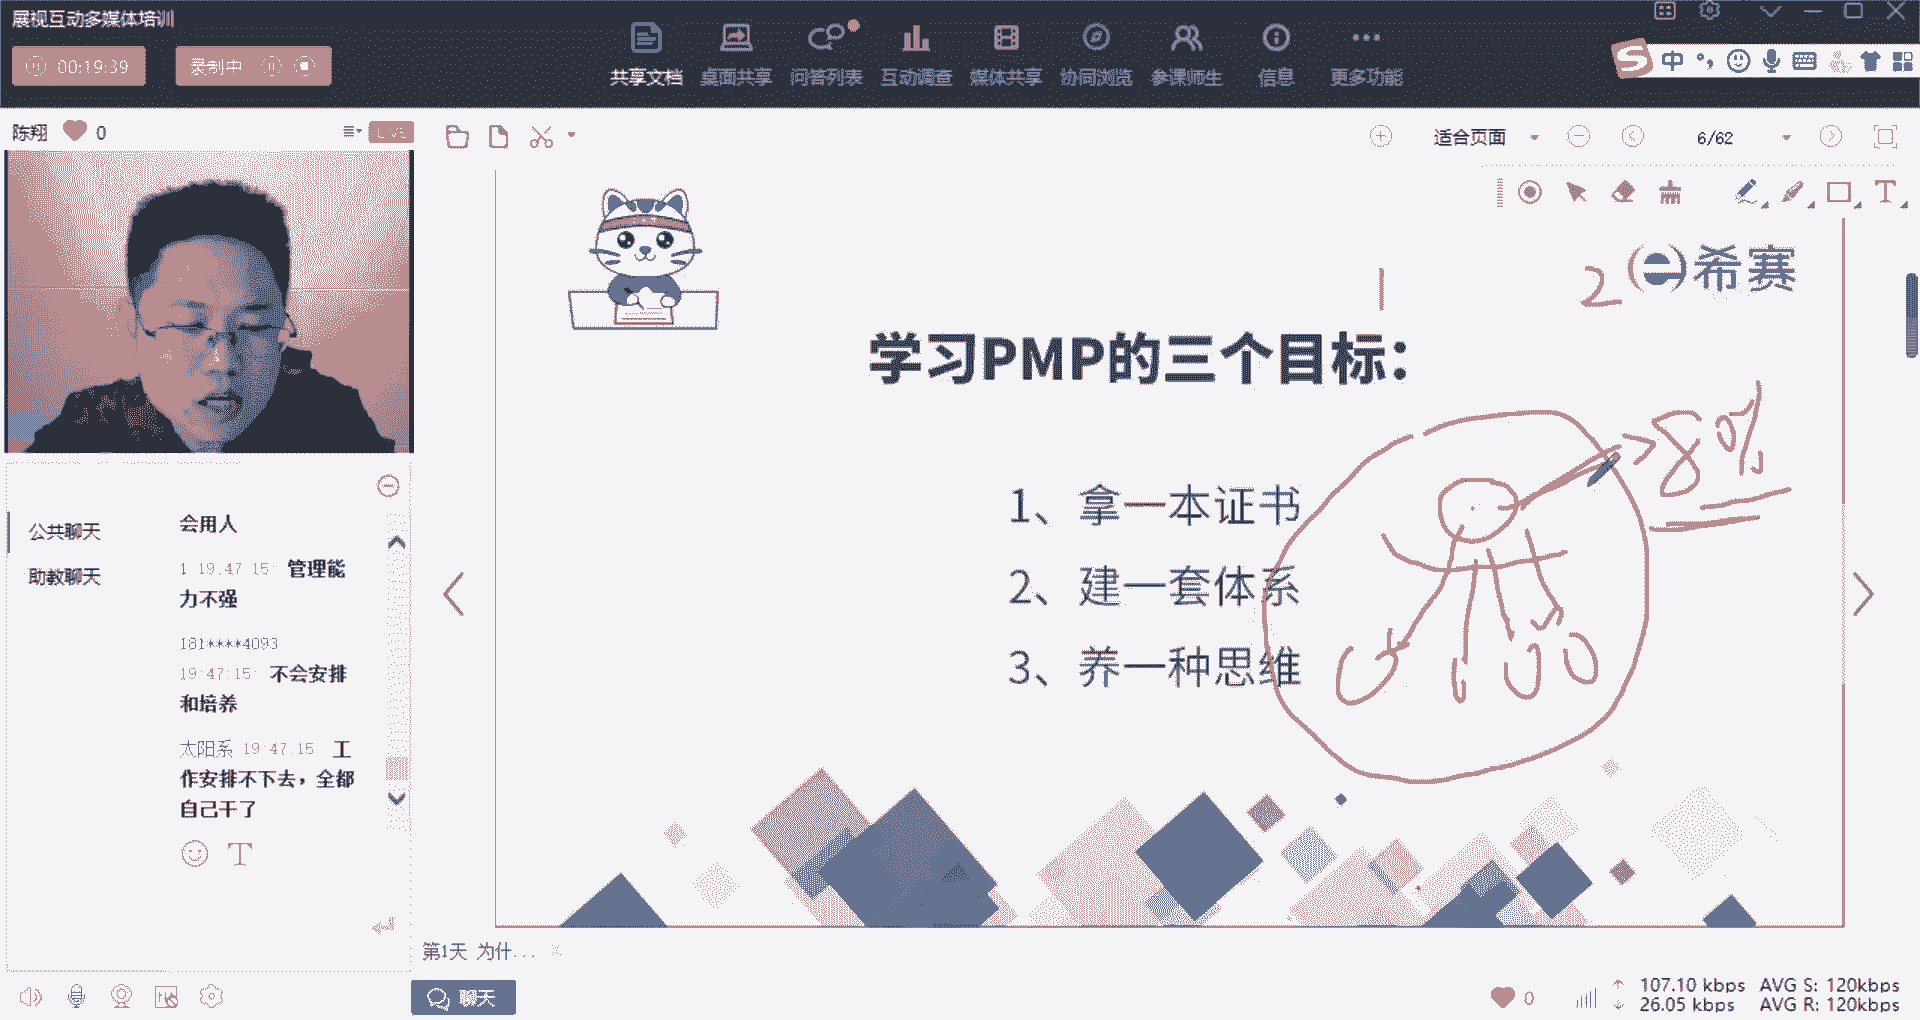 展视互动多媒体培训
00:19:39
录制中
共享文档 桌面共享 问答列表 互动调查 媒体共享 协同浏览 参课师生 信息 更多功能
中
陈翔 0
LIVE
适合页面
6/62
公共聊天
助教聊天
会用人
1 19:47:15 管理能
力不强
181****4093
19:47:15 不会安排
和培养
太阳系 19:47:15 工
作安排不下去，全都
自己干了
1
2
希赛
学习PMP的三个目标：
1、拿一本证书
2、建一套体系
3、养一种思维
80%
第1天 为什...
聊天
0
107.10 kbps AVG S: 120kbps
26.05 kbps AVG R: 120kbps